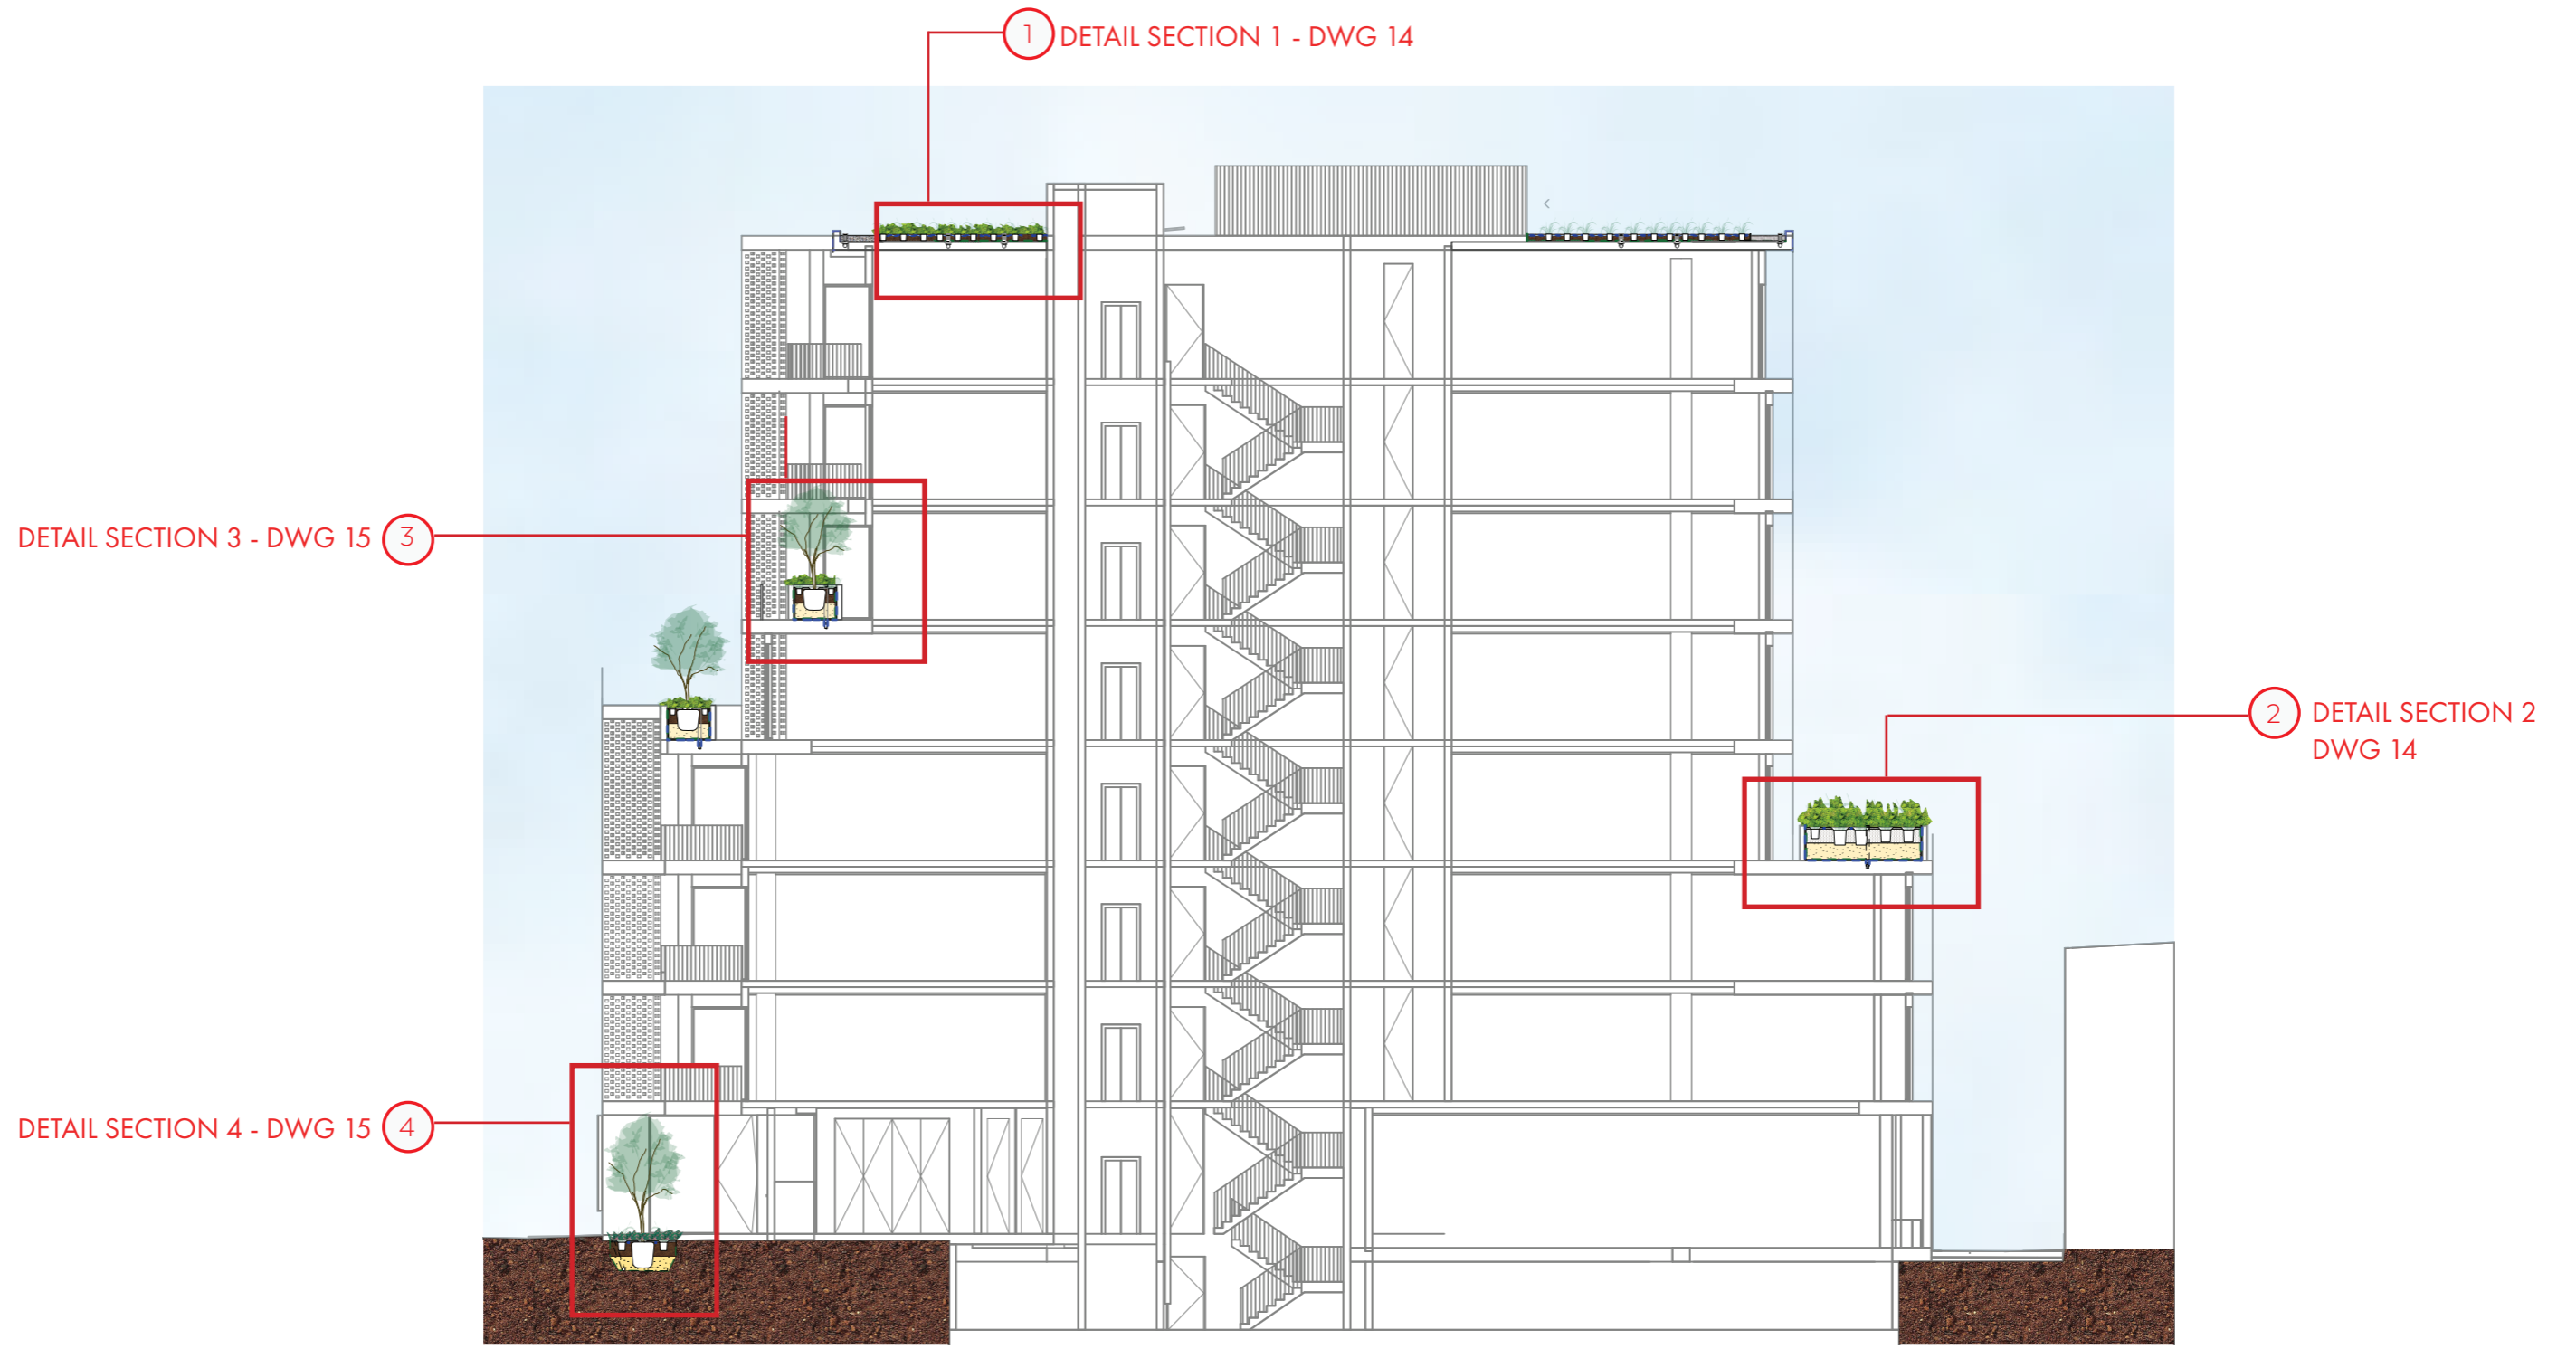 1 DETAIL SECTION 1 - DWG 14
DETAIL SECTION 3 - DWG 15 3
2 DETAIL SECTION 2
DWG 14
DETAIL SECTION 4 - DWG 15 4